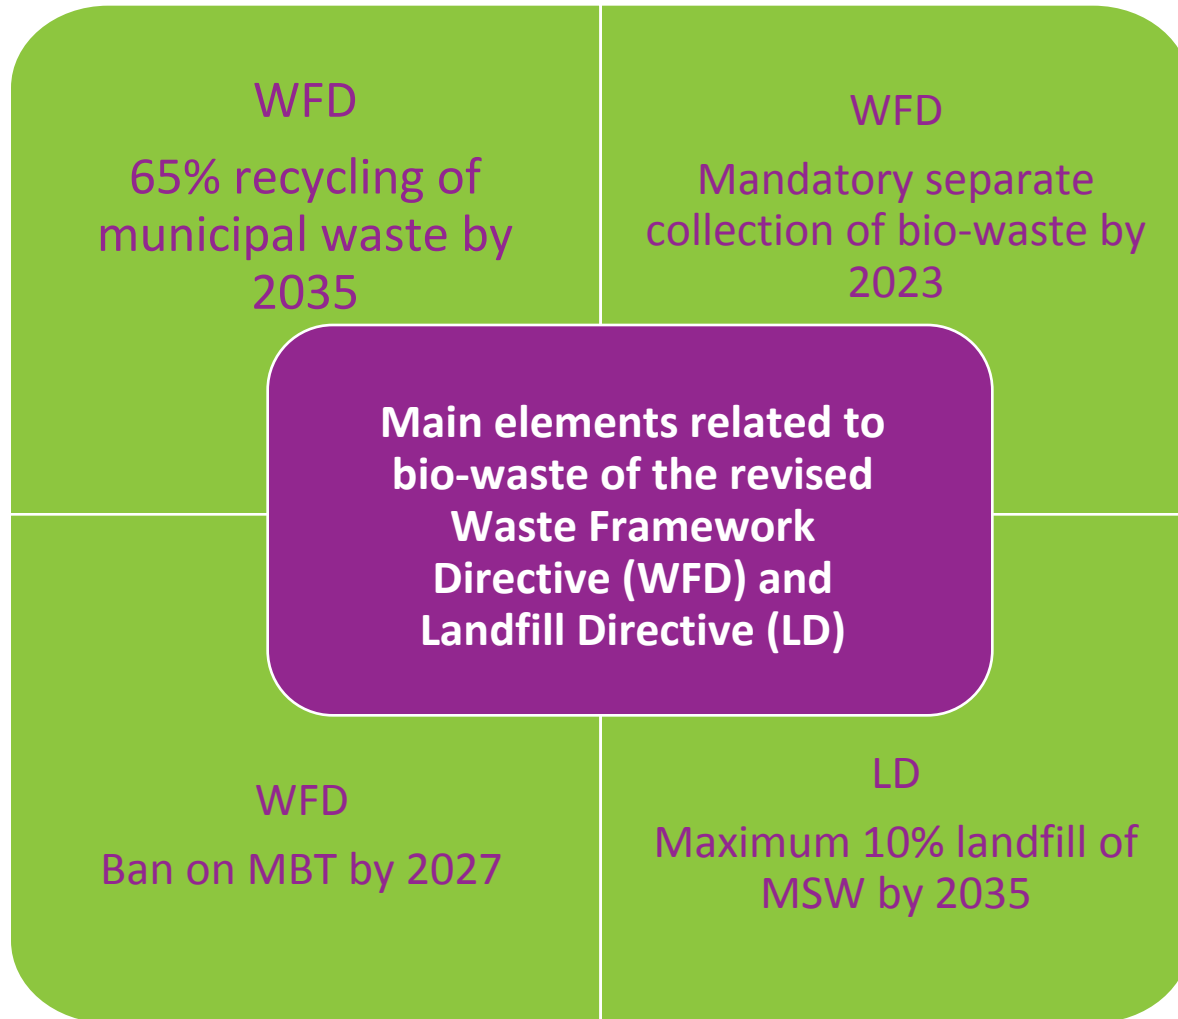 WFD
65% recycling of
municipal waste by
2035
WFD
Mandatory separate
collection of bio-waste by
2023
Main elements related to
bio-waste of the revised
Waste Framework
Directive (WFD) and
Landfill Directive (LD)
WFD
Ban on MBT by 2027
LD
Maximum 10% landfill of
MSW by 2035